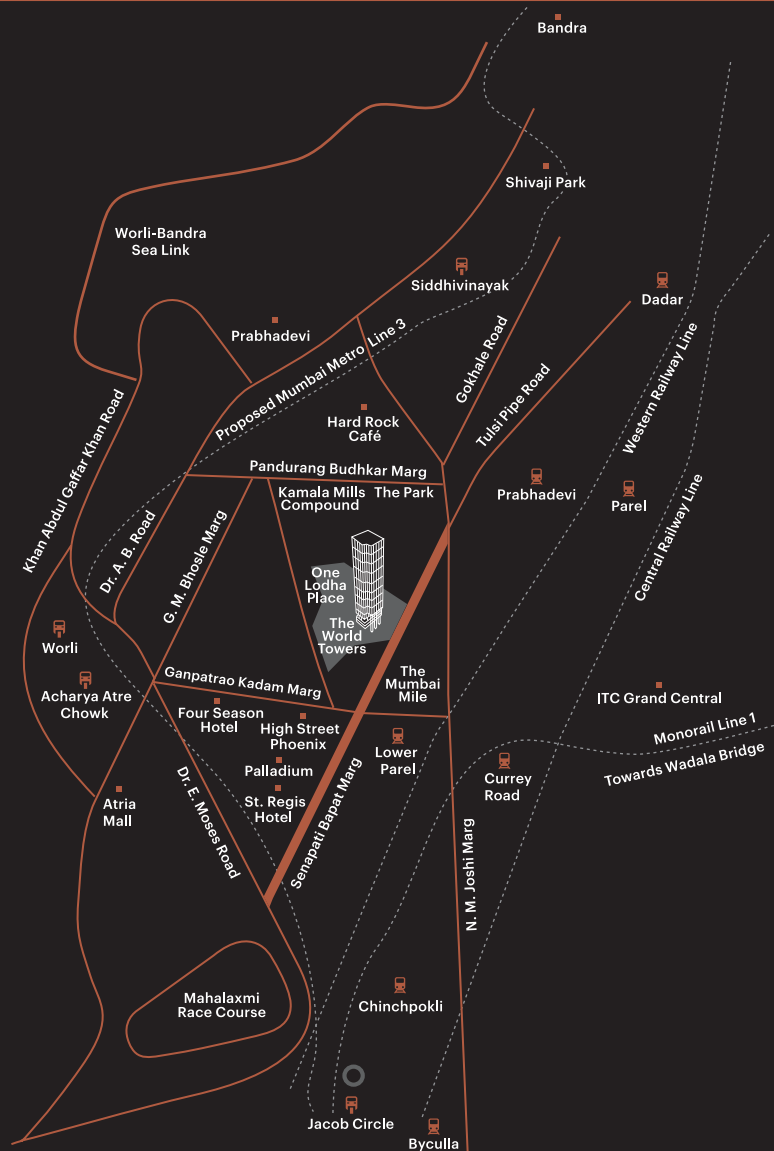 Bandra
Shivaji Park
Worli-Bandra
Sea Link
Siddhivinayak
Dadar
Prabhadevi
Proposed Mumbai Metro Line 3
Gokhale Road
Tulsi Pipe Road
Western Railway Line
Hard Rock
Café
Khan Abdul Gaffar Khan Road
Pandurang Budhkar Marg
Kamala Mills
Compound
The Park
Prabhadevi
Parel
Central Railway Line
Dr. A. B. Road
G. M. Bhosle Marg
One
Lodha
Place
The
World
Towers
Worli
Acharya Atre
Chowk
Ganpatrao Kadam Marg
The
Mumbai
Mile
ITC Grand Central
Four Season
Hotel
High Street
Phoenix
Monorail Line 1
Towards Wadala Bridge
Lower
Parel
Palladium
Currey
Road
St. Regis
Hotel
Atria
Mall
Dr. E. Moses Road
Senapati Bapat Marg
N. M. Joshi Marg
Mahalaxmi
Race Course
Chinchpokli
Jacob Circle
Byculla